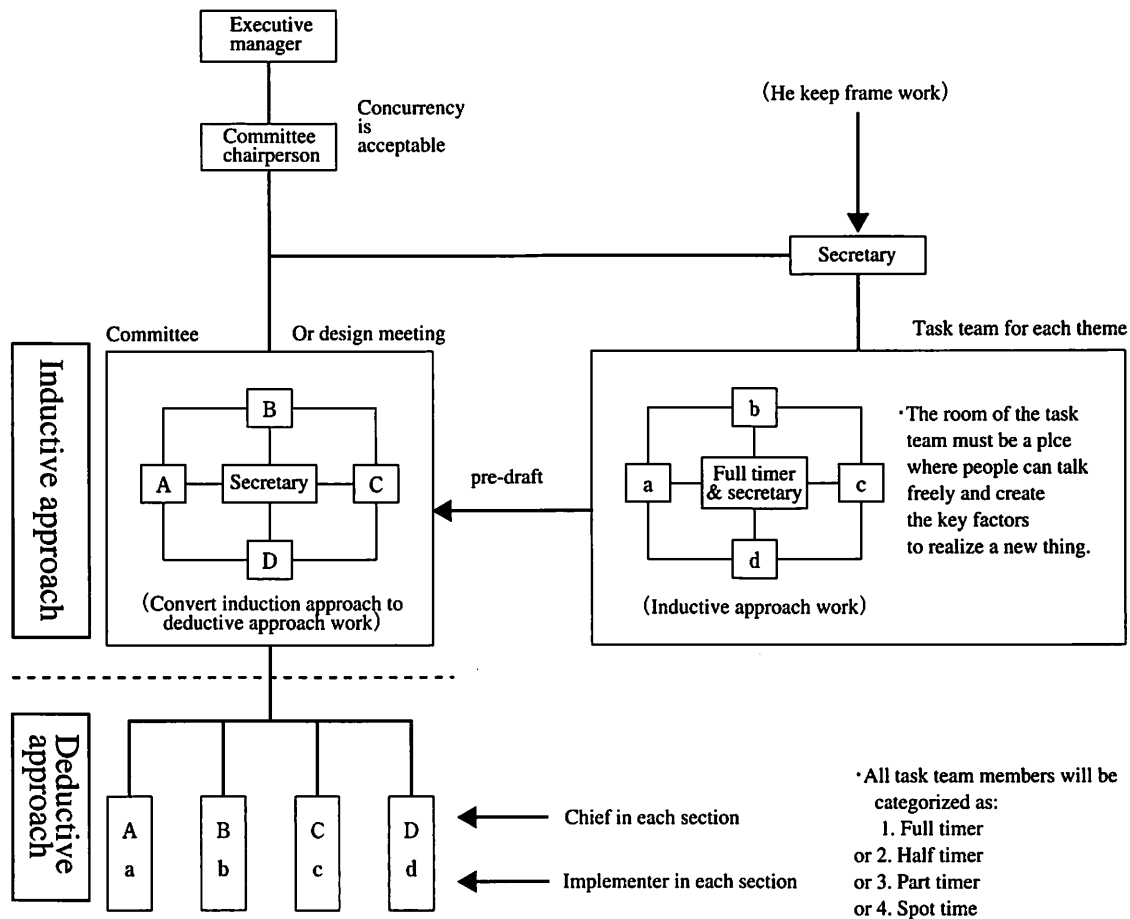 Executive
manager
Concurrency
is
acceptable
Committee
chairperson
(He keep frame work)
Secretary
Committee
Or design meeting
Task team for each theme
Inductive approach
B
A
Secretary
C
D
(Convert induction approach to
deductive approach work)
pre-draft
b
a
Full timer
& secretary
c
d
(Inductive approach work)
·The room of the task
team must be a plce
where people can talk
freely and create
the key factors
to realize a new thing.
Deductive
approach
A
a
B
b
C
c
D
d
Chief in each section
Implementer in each section
·All task team members will be
categorized as:
1. Full timer
or 2. Half timer
or 3. Part timer
or 4. Spot time